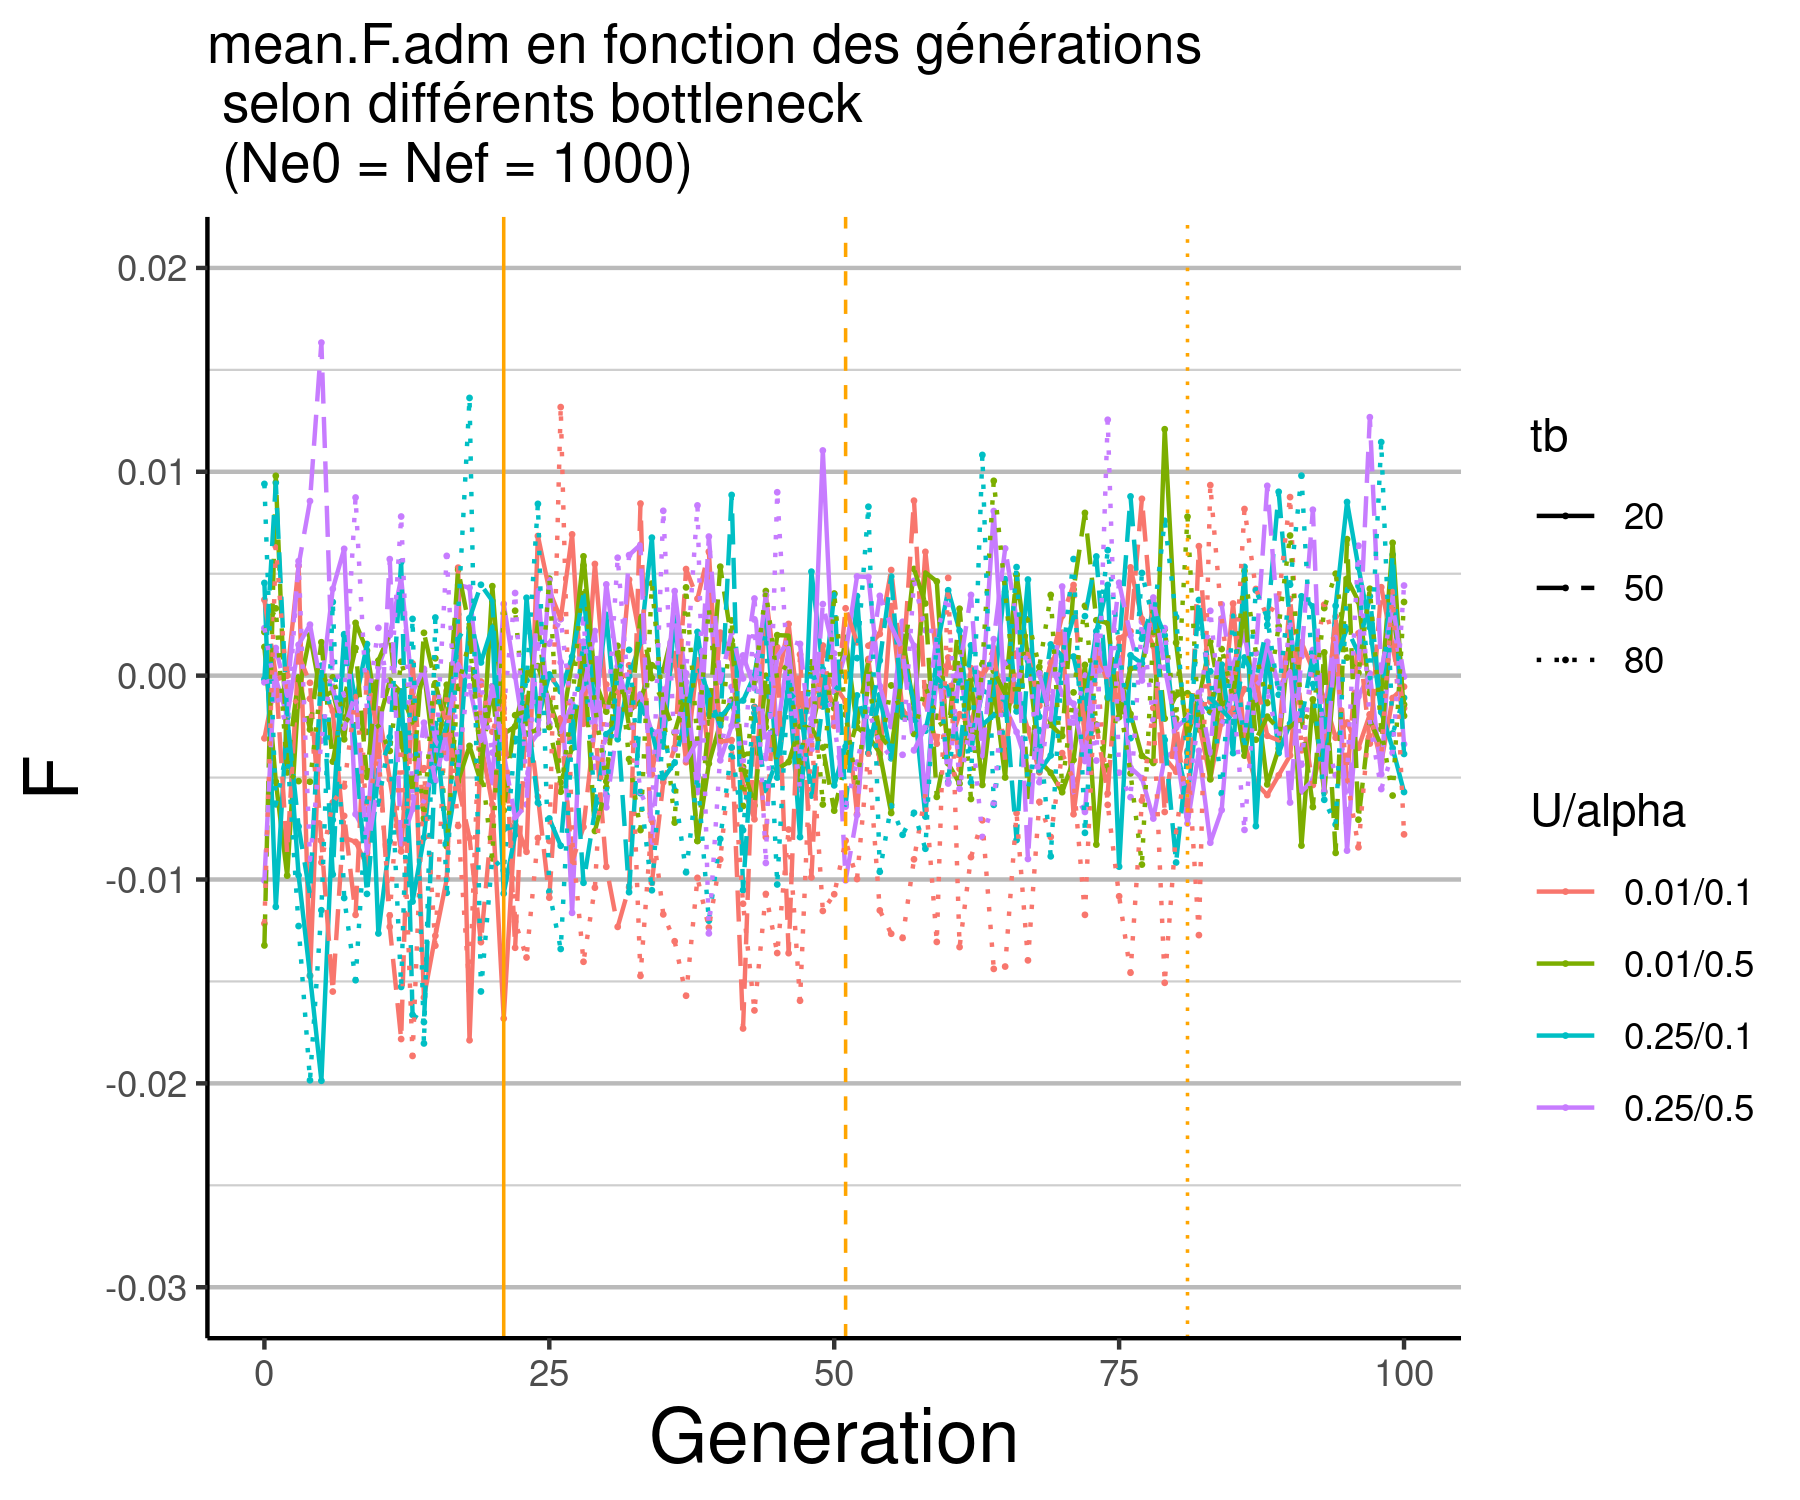 mean.F.adm en fonction des générations
selon différents bottleneck
(Ne0 = Nef = 1000)
F
0.02
0.01
0.00
-0.01
-0.02
-0.03
0
25
50
75
100
Generation
tb
20
50
80
U/alpha
0.01/0.1
0.01/0.5
0.25/0.1
0.25/0.5